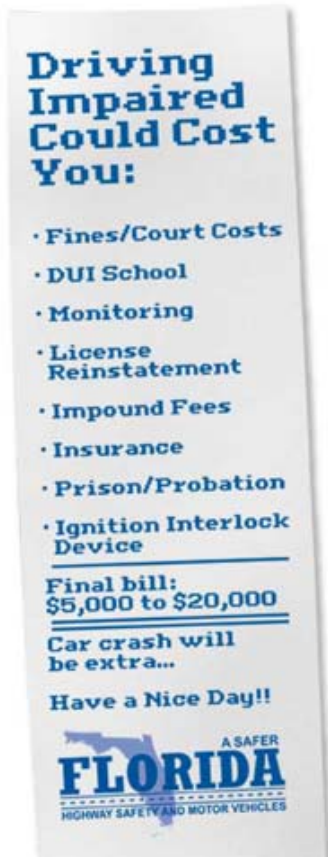 Driving
Impaired
Could Cost
You:
· Fines/Court Costs
· DUI School
· Monitoring
· License
Reinstatement
· Impound Fees
· Insurance
· Prison/Probation
· Ignition Interlock
Device
Final bill:
$5,000 to $20,000
Car crash will
be extra...
Have a Nice Day!!
A SAFER
FLORIDA
HIGHWAY SAFETY AND MOTOR VEHICLES